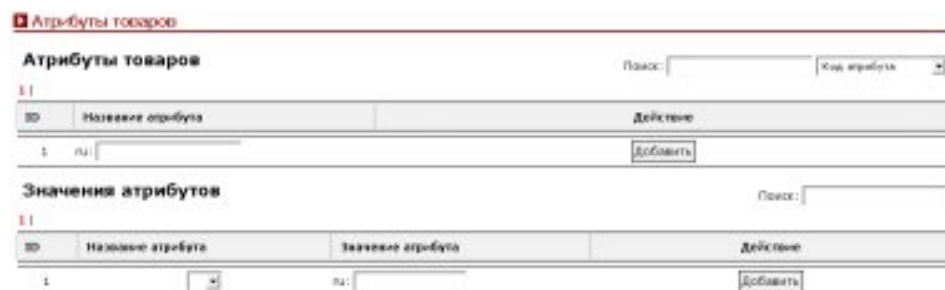 Атрибуты товаров
Атрибуты товаров Поиск: Код атрибута
1 |
ID Название атрибута Действие
1 ru: Добавить
Значения атрибутов Поиск:
1 |
ID Название атрибута Значение атрибута Действие
1 ru: Добавить